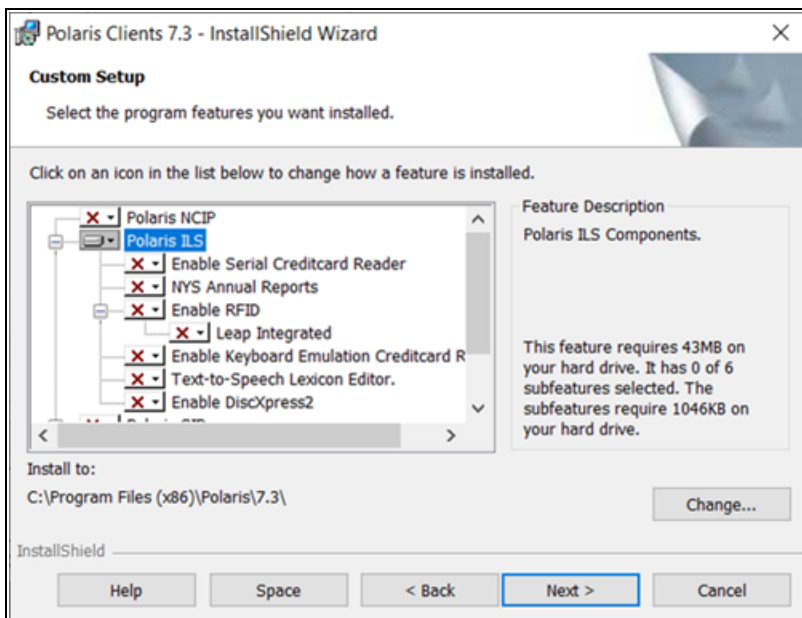 Polaris Clients 7.3 - InstallShield Wizard
Custom Setup
Select the program features you want installed.
Click on an icon in the list below to change how a feature is installed.
Polaris NCIP
Polaris ILS
Enable Serial Creditcard Reader
NYS Annual Reports
Enable RFID
Leap Integrated
Enable Keyboard Emulation Creditcard R
Text-to-Speech Lexicon Editor.
Enable DiscXpress2
Feature Description
Polaris ILS Components.
This feature requires 43MB on
your hard drive. It has 0 of 6
subfeatures selected. The
subfeatures require 1046KB on
your hard drive.
Install to:
C:\Program Files (x86)\Polaris\7.3\
Change...
InstallShield
Help
Space
< Back
Next >
Cancel